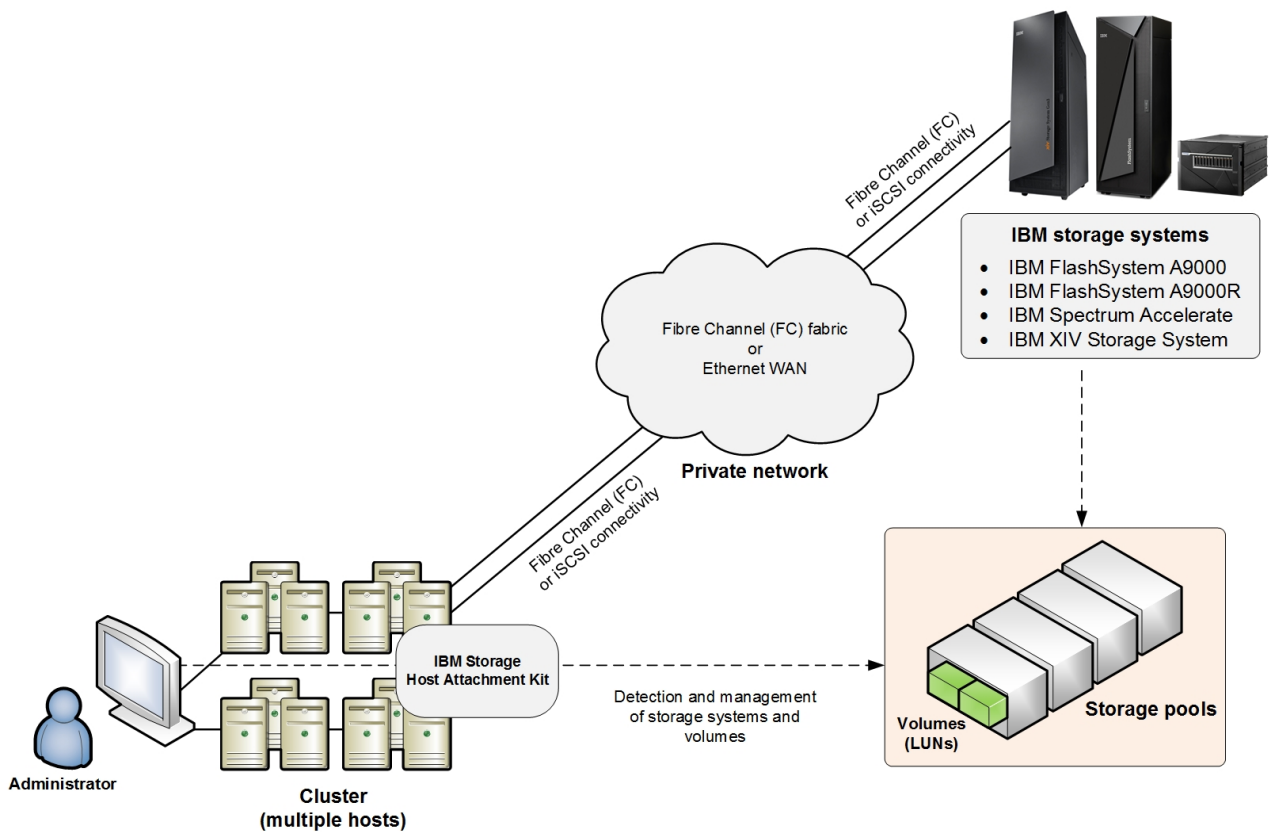 Fibre Channel (FC)
or iSCSI connectivity
IBM storage systems
• IBM FlashSystem A9000
• IBM FlashSystem A9000R
• IBM Spectrum Accelerate
• IBM XIV Storage System
Fibre Channel (FC) fabric
or
Ethernet WAN
Private network
Fibre Channel (FC)
or iSCSI connectivity
IBM Storage
Host Attachment Kit
Detection and management
of storage systems and
volumes
Volumes
(LUNs)
Storage pools
Administrator
Cluster
(multiple hosts)